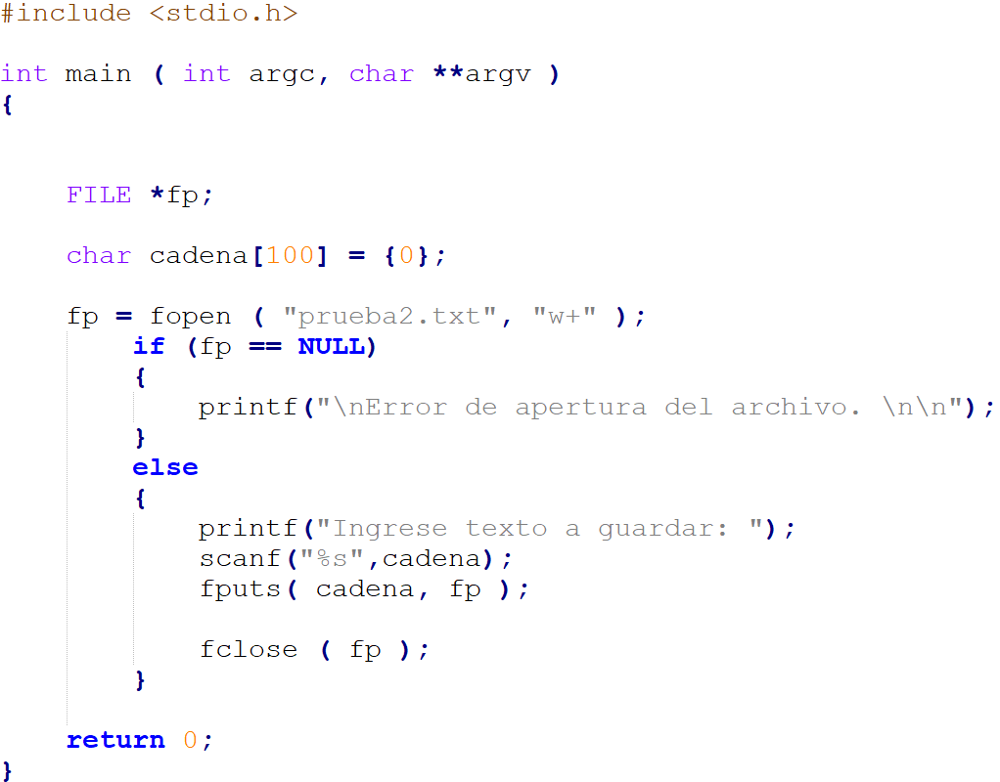 #include <stdio.h>
int main ( int argc, char **argv )
{
FILE *fp;
char cadena[100] = {0};
fp = fopen ( "prueba2.txt", "w+" );
if (fp == NULL)
{
printf("\nError de apertura del archivo. \n\n");
}
else
{
printf("Ingrese texto a guardar: ");
scanf("%s",cadena);
fputs( cadena, fp );
fclose ( fp );
}
return 0;
}